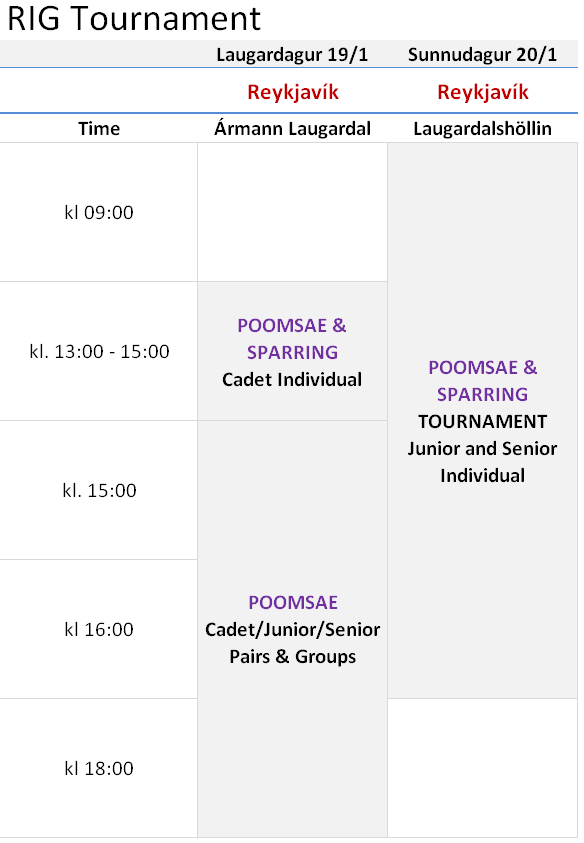 RIG Tournament
Laugardagur 19/1 Sunnudagur 20/1
Reykjavík Reykjavík
Time Ármann Laugardal Laugardalshöllin
kl 09:00
kl. 13:00 - 15:00
POOMSAE &
SPARRING
Cadet Individual
POOMSAE &
SPARRING
TOURNAMENT
Junior and Senior
Individual
kl. 15:00
kl 16:00
POOMSAE
Cadet/Junior/Senior
Pairs & Groups
kl 18:00